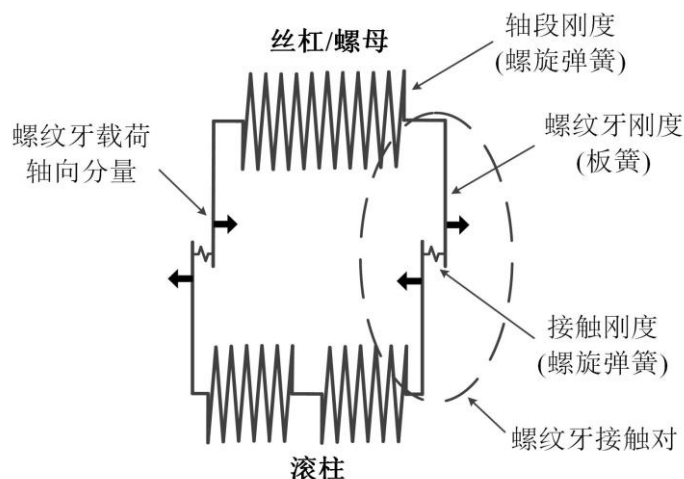 丝杠/螺母
轴段刚度
(螺旋弹簧)
螺纹牙载荷
轴向分量
螺纹牙刚度
(板簧)
接触刚度
(螺旋弹簧)
螺纹牙接触对
滚柱